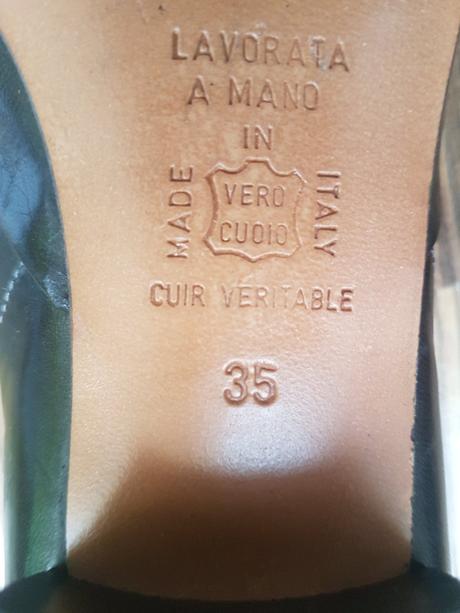 LAVORATA
A MANO
IN
MADE
VERO
CUOIO
ITALY
CUIR VERITABLE
35